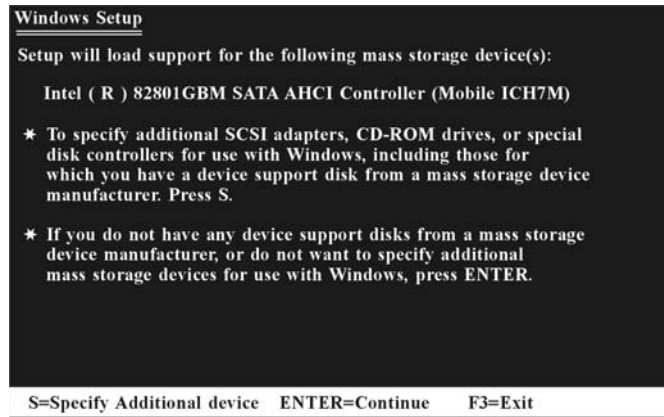 Windows Setup
Setup will load support for the following mass storage device(s):
Intel ( R ) 82801GBM SATA AHCI Controller (Mobile ICH7M)
* To specify additional SCSI adapters, CD-ROM drives, or special
disk controllers for use with Windows, including those for
which you have a device support disk from a mass storage device
manufacturer. Press S.
* If you do not have any device support disks from a mass storage
device manufacturer, or do not want to specify additional
mass storage devices for use with Windows, press ENTER.
S=Specify Additional device ENTER=Continue F3=Exit